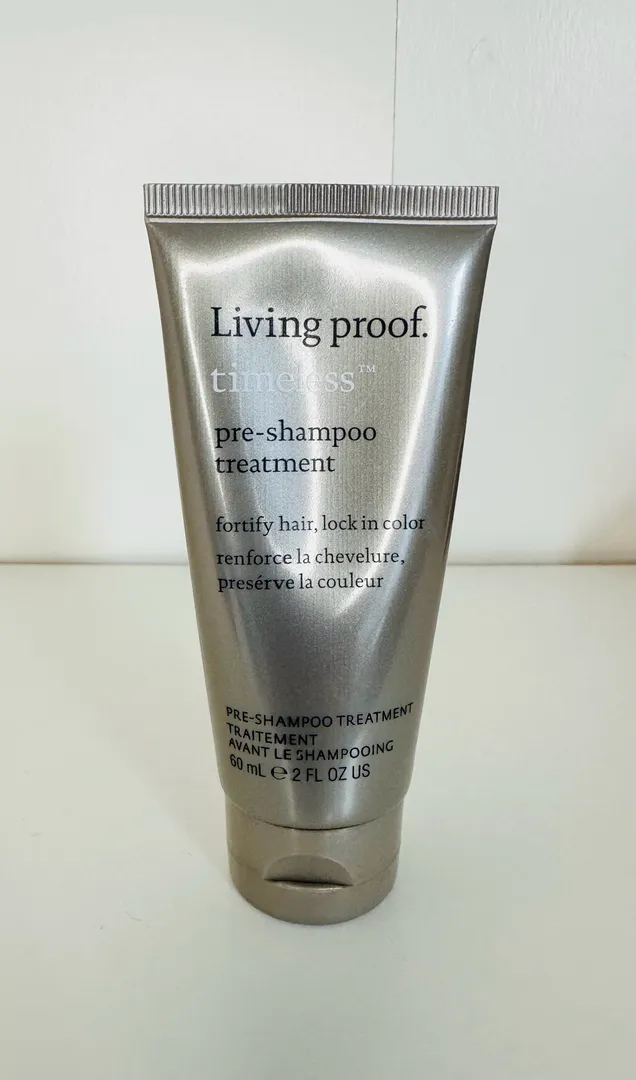 Living proof.
timeless™
pre-shampoo
treatment
fortify hair, lock in color
renforce la chevelure,
presérve la couleur
PRE-SHAMPOO TREATMENT
TRAITEMENT
AVANT LE SHAMPOOING
60 mL ℮ 2 FL OZ US